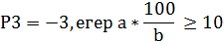 P3 = −3, егер a * 100/b ≥ 10